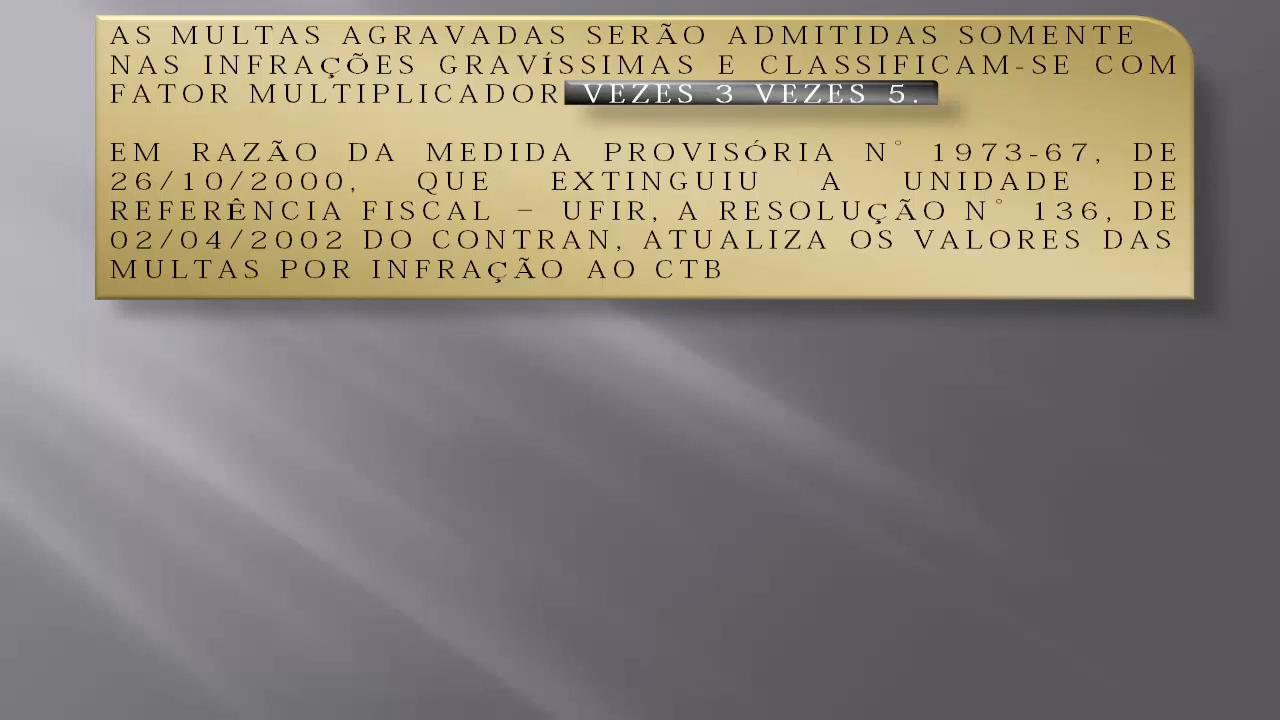 AS MULTAS AGRAVADAS SERÃO ADMITIDAS SOMENTE
NAS INFRAÇÕES GRAVÍSSIMAS E CLASSIFICAM-SE COM
FATOR MULTIPLICADOR VEZES 3 VEZES 5.
EM RAZÃO DA MEDIDA PROVISÓRIA N° 1973-67, DE
26/10/2000, QUE EXTINGUIU A UNIDADE DE
REFERÊNCIA FISCAL – UFIR, A RESOLUÇÃO N° 136, DE
02/04/2002 DO CONTRAN, ATUALIZA OS VALORES DAS
MULTAS POR INFRAÇÃO AO CTB